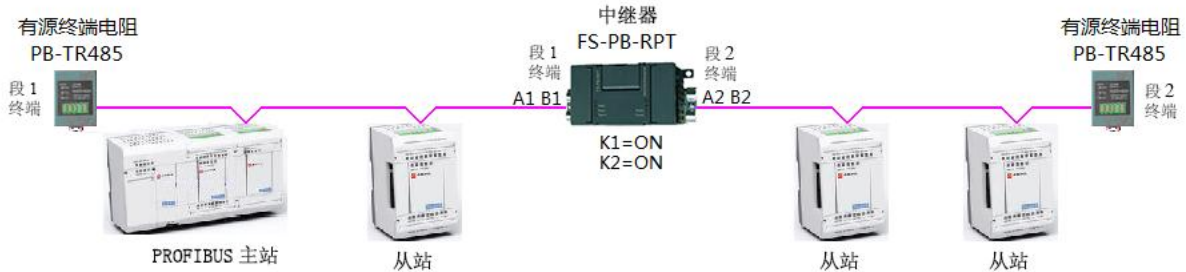 有源终端电阻
PB-TR485
段 1
终端
中继器
FS-PB-RPT
段 1
终端
段 2
终端
A1 B1
A2 B2
K1=ON
K2=ON
有源终端电阻
PB-TR485
段 2
终端
PROFIBUS 主站
从站
从站
从站